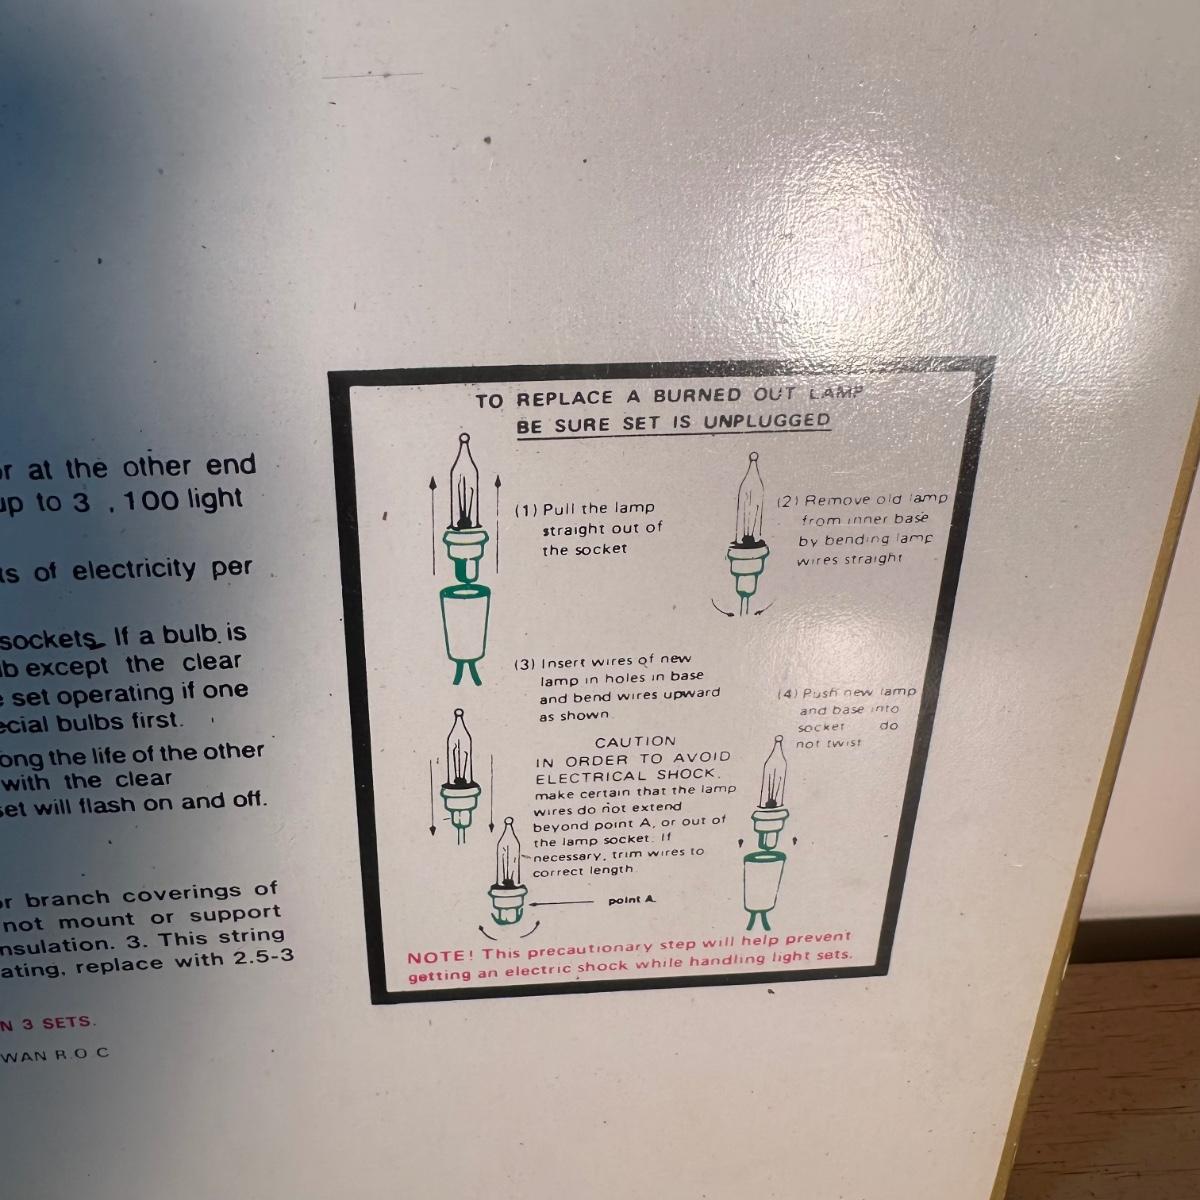 or at the other end
up to 3 , 100 light
ts of electricity per
sockets. If a bulb is
lb except the clear
e set operating if one
ecial bulbs first.
ong the life of the other
with the clear
set will flash on and off.
or branch coverings of
not mount or support
nsulation. 3. This string
ating, replace with 2.5-3
N 3 SETS.
WAN R.O.C
TO REPLACE A BURNED OUT LAMP
BE SURE SET IS UNPLUGGED
(1) Pull the lamp
straight out of
the socket
(2) Remove old lamp
from inner base
by bending lamp
wires straight
(3) Insert wires of new
lamp in holes in base
and bend wires upward
as shown.
(4) Push new lamp
and base into
socket do
not twist
CAUTION
IN ORDER TO AVOID
ELECTRICAL SHOCK.
make certain that the lamp
wires do not extend
beyond point A, or out of
the lamp socket. If
necessary, trim wires to
correct length.
point A.
NOTE! This precautionary step will help prevent
getting an electric shock while handling light sets.